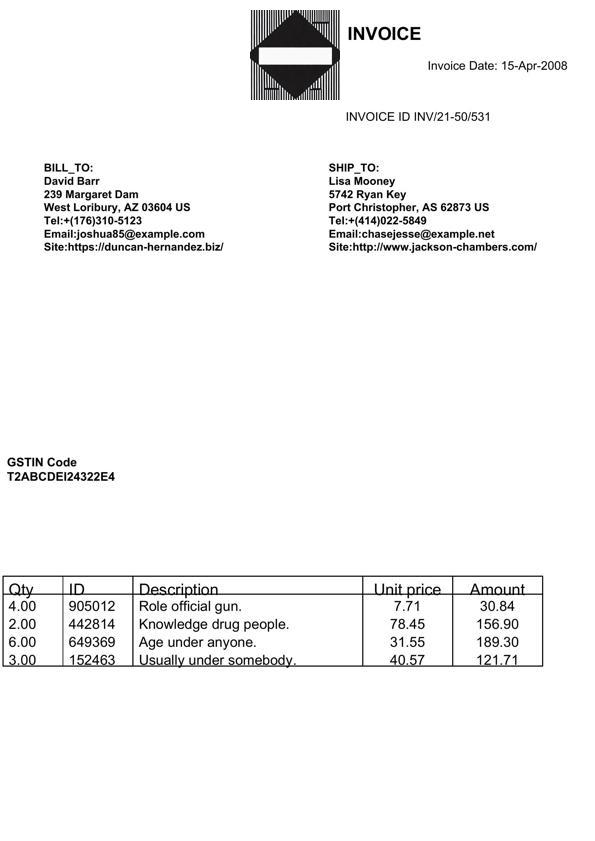 INVOICE
Invoice Date: 15-Apr-2008
INVOICE ID INV/21-50/531
BILL_TO:
David Barr
239 Margaret Dam
West Loribury, AZ 03604 US
Tel:+(176)310-5123
Email:joshua85@example.com
Site:https://duncan-hernandez.biz/
SHIP_TO:
Lisa Mooney
5742 Ryan Key
Port Christopher, AS 62873 US
Tel:+(414)022-5849
Email:chasejesse@example.net
Site:http://www.jackson-chambers.com/
GSTIN Code
T2ABCDEI24322E4
Qty ID Description Unit price Amount
4.00 905012 Role official gun. 7.71 30.84
2.00 442814 Knowledge drug people. 78.45 156.90
6.00 649369 Age under anyone. 31.55 189.30
3.00 152463 Usually under somebody. 40.57 121.71